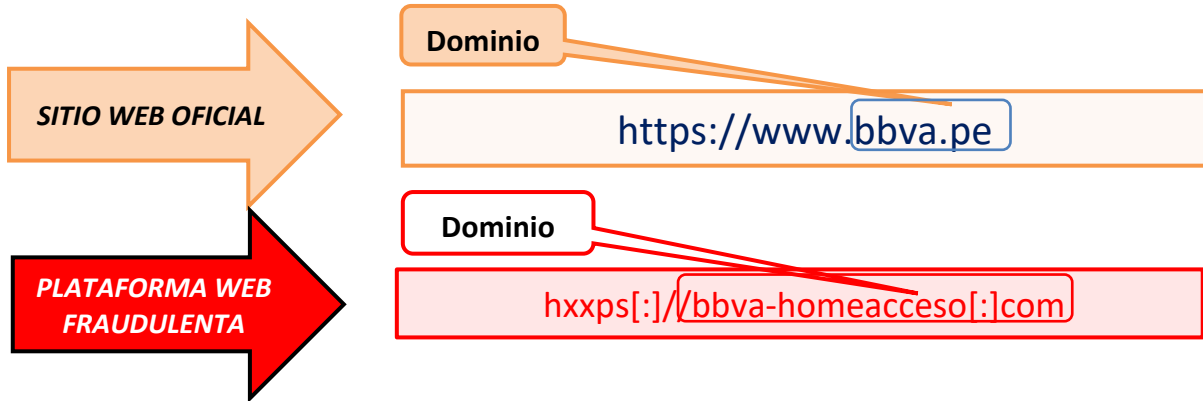 Dominio
SITIO WEB OFICIAL
https://www.bbva.pe
Dominio
PLATAFORMA WEB
FRAUDULENTA
hxxps[:]//bbva-homeacceso[:]com